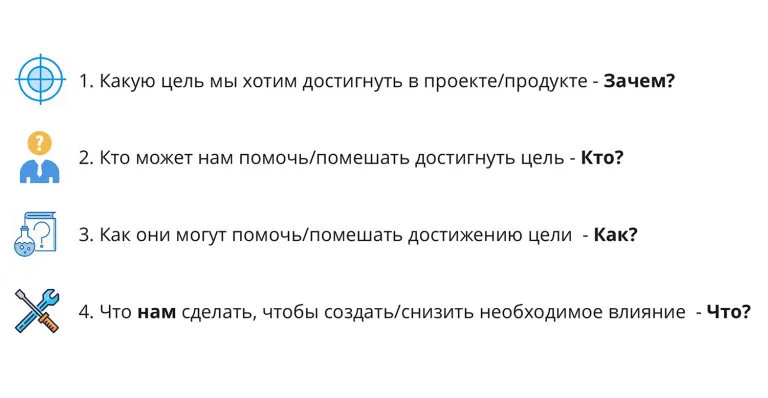 1. Какую цель мы хотим достигнуть в проекте/продукте - Зачем?
2. Кто может нам помочь/помешать достигнуть цель - Кто?
3. Как они могут помочь/помешать достижению цели - Как?
4. Что нам сделать, чтобы создать/снизить необходимое влияние - Что?